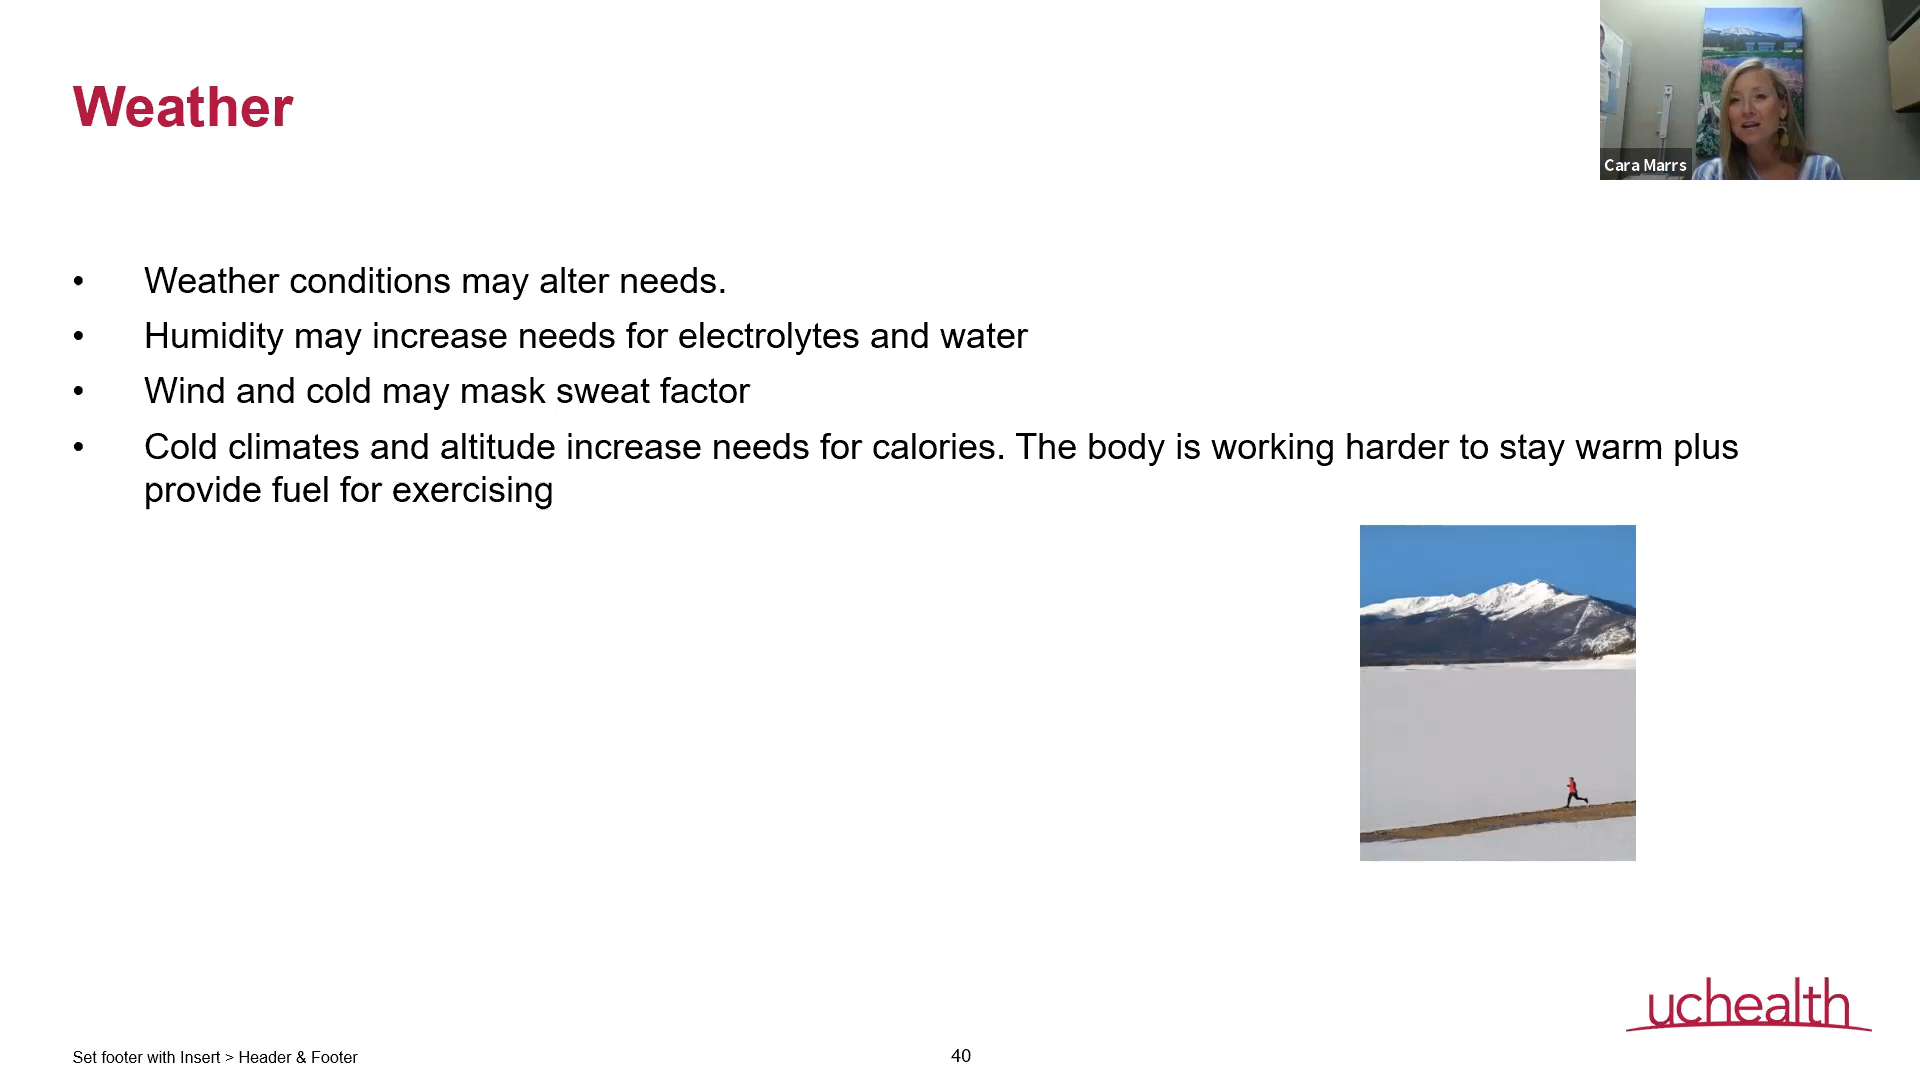 Weather
Cara Marrs
• Weather conditions may alter needs.
• Humidity may increase needs for electrolytes and water
• Wind and cold may mask sweat factor
• Cold climates and altitude increase needs for calories. The body is working harder to stay warm plus
provide fuel for exercising
uchealth
Set footer with Insert > Header & Footer
40